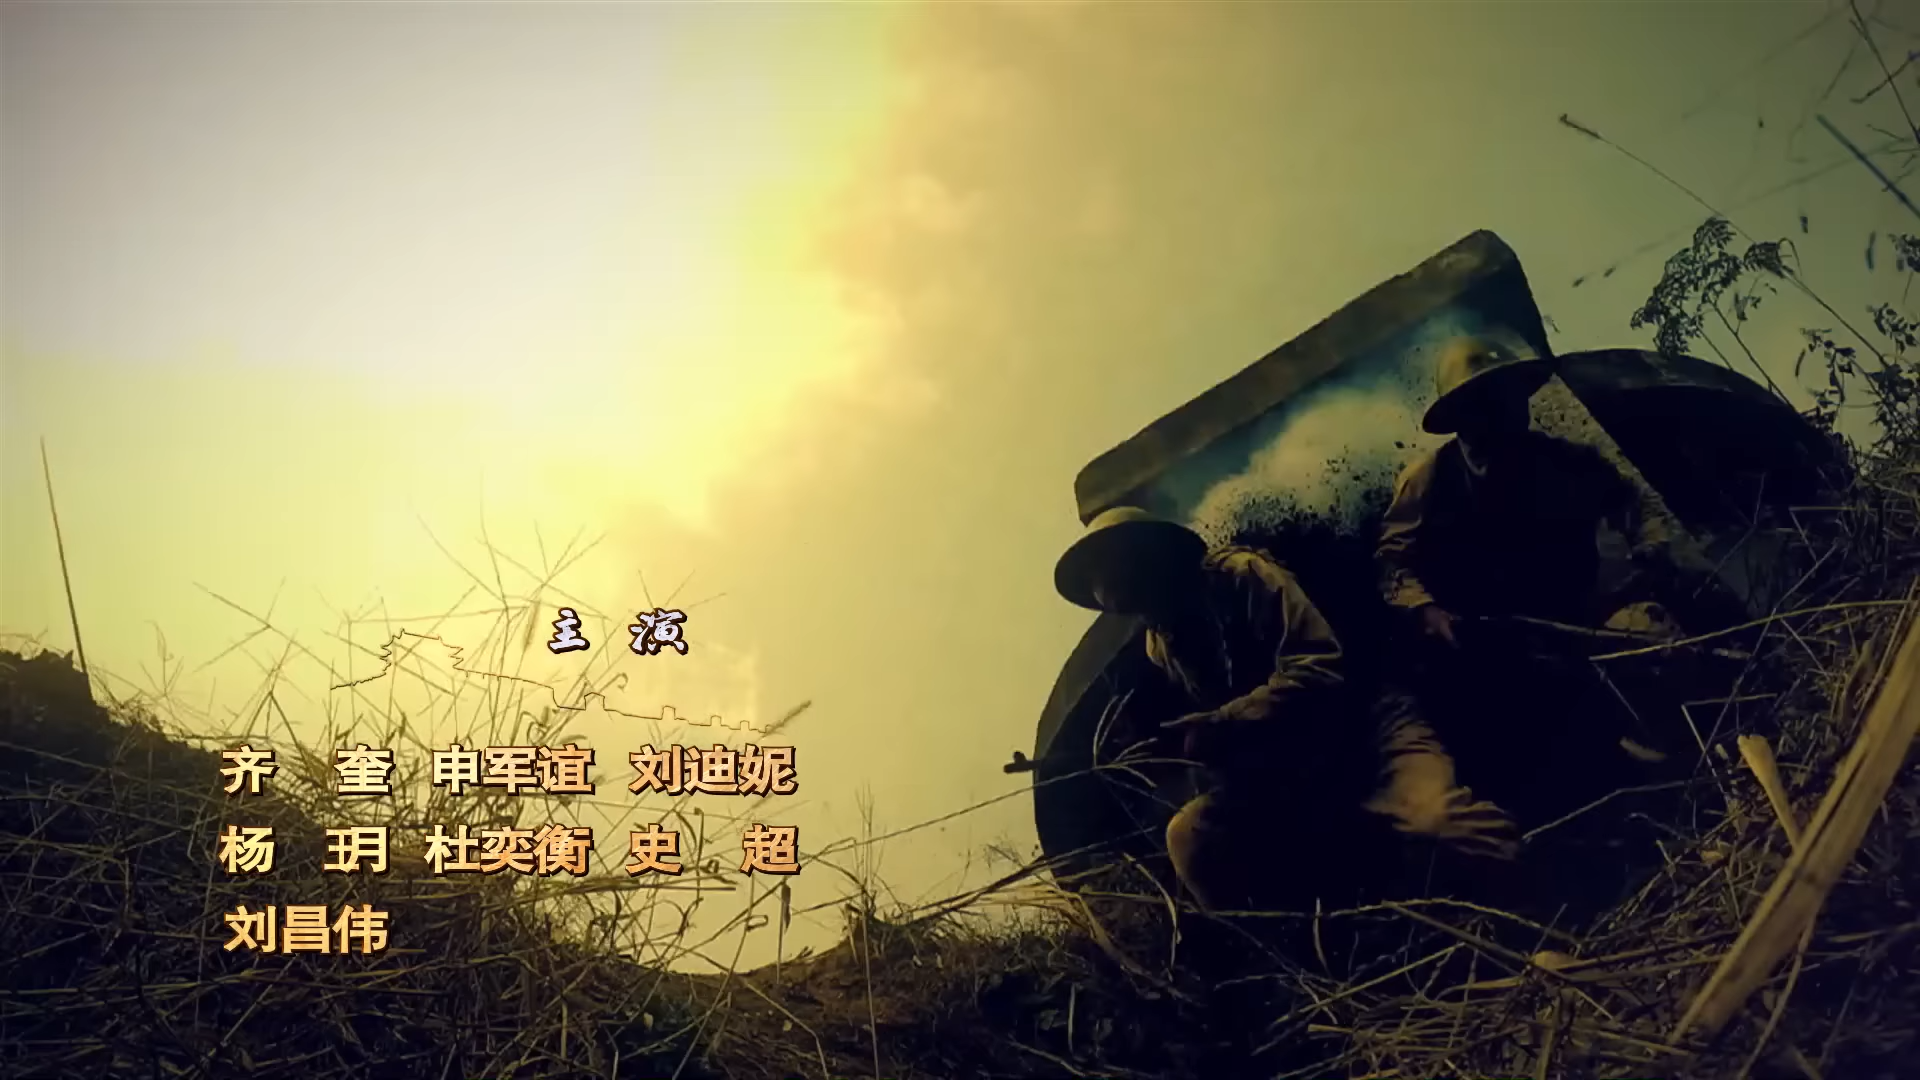 主 演
齐 奎 申军谊 刘迪妮
杨 玥 杜奕衡 史 超
刘昌伟